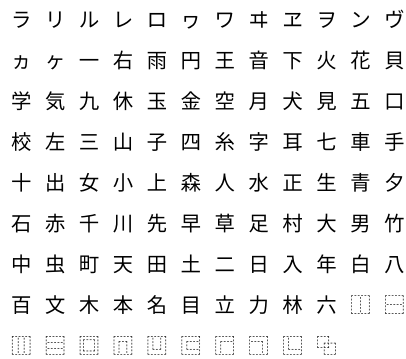 ラ リ ル レ ロ ヮ ワ ヰ ヱ ヲ ン ヴ
ヵ ヶ 一 右 雨 円 王 音 下 火 花 貝
学 気 九 休 玉 金 空 月 犬 見 五 口
校 左 三 山 子 四 糸 字 耳 七 車 手
十 出 女 小 上 森 人 水 正 生 青 夕
石 赤 千 川 先 早 草 足 村 大 男 竹
中 虫 町 天 田 土 二 日 入 年 白 八
百 文 木 本 名 目 立 力 林 六 ⿰ ⿱
⿲ ⿳ ⿴ ⿵ ⿶ ⿷ ⿸ ⿹ ⿺ ⿻